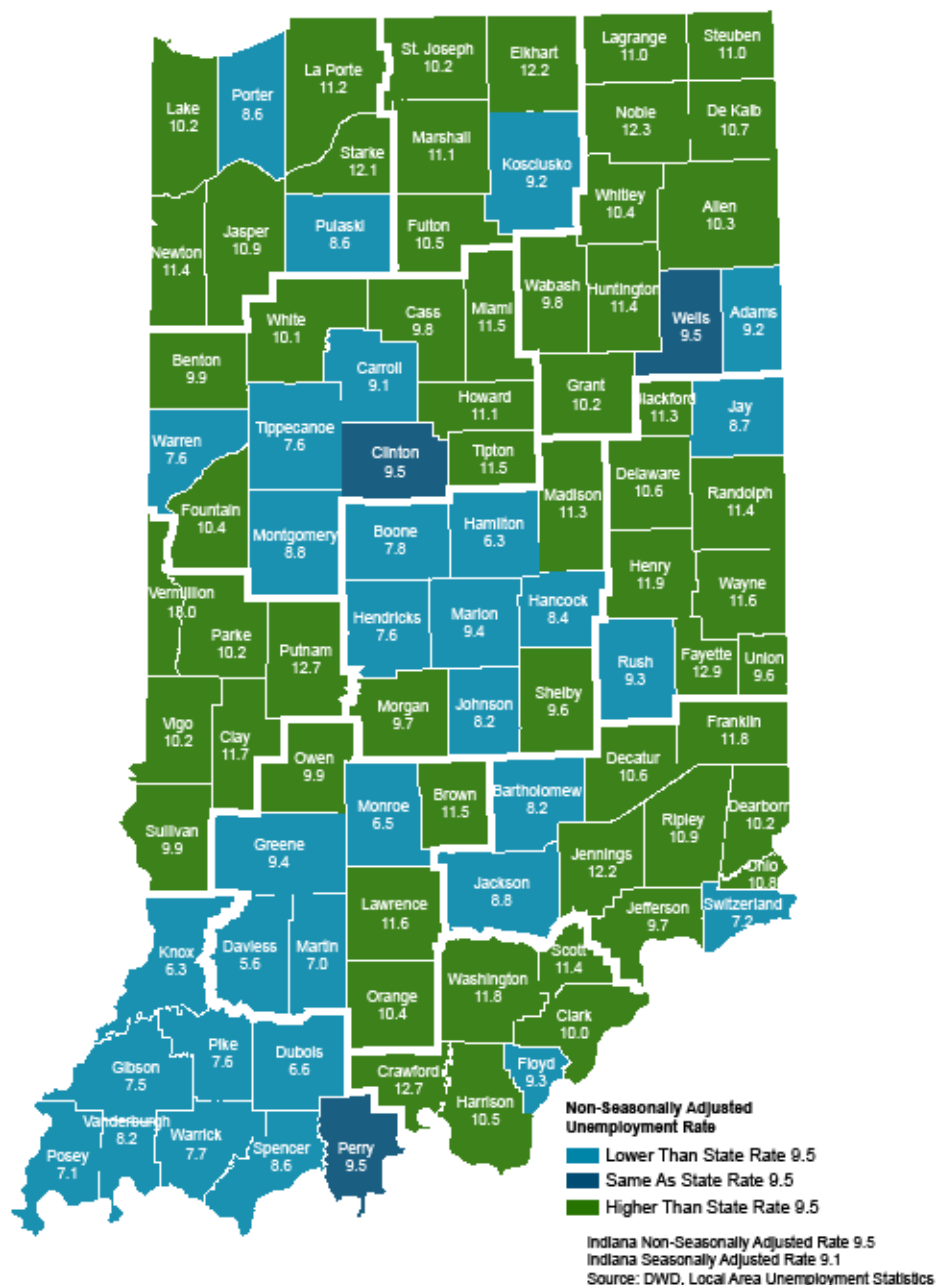 St. Joseph
10.2
Elkhart
12.2
Lagrange
11.0
Steuben
11.0
La Porte
11.2
Porter
8.6
Lake
10.2
Noble
12.3
De Kalb
10.7
Marshall
11.1
Starke
12.1
Kosciusko
9.2
Whitley
10.4
Allen
10.3
Pulaski
8.6
Fulton
10.5
Jasper
10.9
Newton
11.4
Wabash
9.8
Huntington
11.4
Miami
11.5
Cass
9.8
White
10.1
Wells
9.5
Adams
9.2
Benton
9.9
Carroll
9.1
Grant
10.2
Howard
11.1
Blackford
11.3
Jay
8.7
Warren
7.6
Tippecanoe
7.6
Clinton
9.5
Tipton
11.5
Delaware
10.6
Madison
11.3
Randolph
11.4
Fountain
10.4
Montgomery
8.8
Boone
7.8
Hamilton
6.3
Henry
11.9
Wayne
11.6
Vermillion
Hendricks
7.6
Marion
9.4
Hancock
8.4
Parke
10.2
Putnam
12.7
Rush
9.3
Fayette
12.9
Union
9.6
Morgan
9.7
Johnson
8.2
Shelby
9.6
Vigo
10.2
Clay
11.7
Franklin
11.8
Owen
9.9
Decatur
10.6
Monroe
6.5
Brown
11.5
Bartholomew
8.2
Dearborn
10.2
Ripley
10.9
Sullivan
9.9
Greene
9.4
Jennings
12.2
Ohio
10.8
Jackson
8.8
Lawrence
11.6
Jefferson
9.7
Switzerland
7.2
Knox
6.3
Daviess
5.6
Martin
7.0
Scott
11.4
Washington
11.8
Orange
10.4
Clark
10.0
Pike
7.6
Dubois
6.6
Gibson
7.5
Crawford
12.7
Floyd
9.3
Harrison
10.5
Vanderburgh
8.2
Warrick
7.7
Spencer
8.6
Perry
9.5
Posey
7.1
Non-Seasonally Adjusted
Unemployment Rate
Lower Than State Rate 9.5
Same As State Rate 9.5
Higher Than State Rate 9.5
Indiana Non-Seasonally Adjusted Rate 9.5
Indiana Seasonally Adjusted Rate 9.1
Source: DWD, Local Area Unemployment Statistics